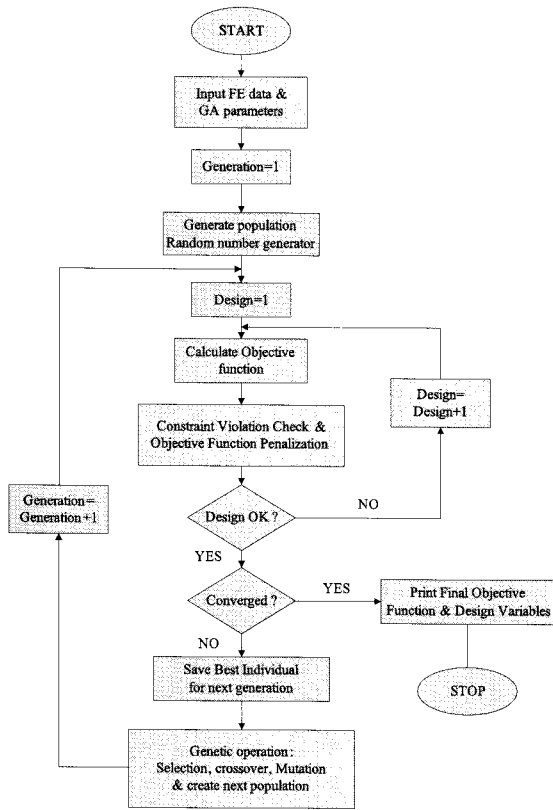 START
Input FE data &
GA parameters
Generation=1
Generate population
Random number generator
Design=1
Calculate Objective
function
Design=
Design+1
Constraint Violation Check &
Objective Function Penalization
Generation=
Generation+1
Design OK ?
NO
YES
Converged ?
YES
Print Final Objective
Function & Design Variables
NO
Save Best Individual
for next generation
STOP
Genetic operation:
Selection, crossover, Mutation
& create next population